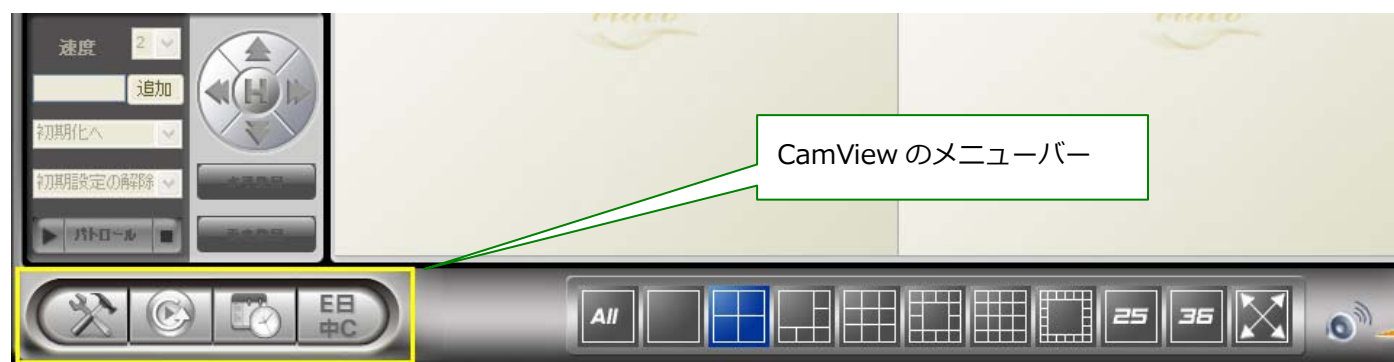 速度 2
追加
初期化へ
H
初期設定の解除
パトロール
CamView のメニューバー
E日
中C
All
25
36